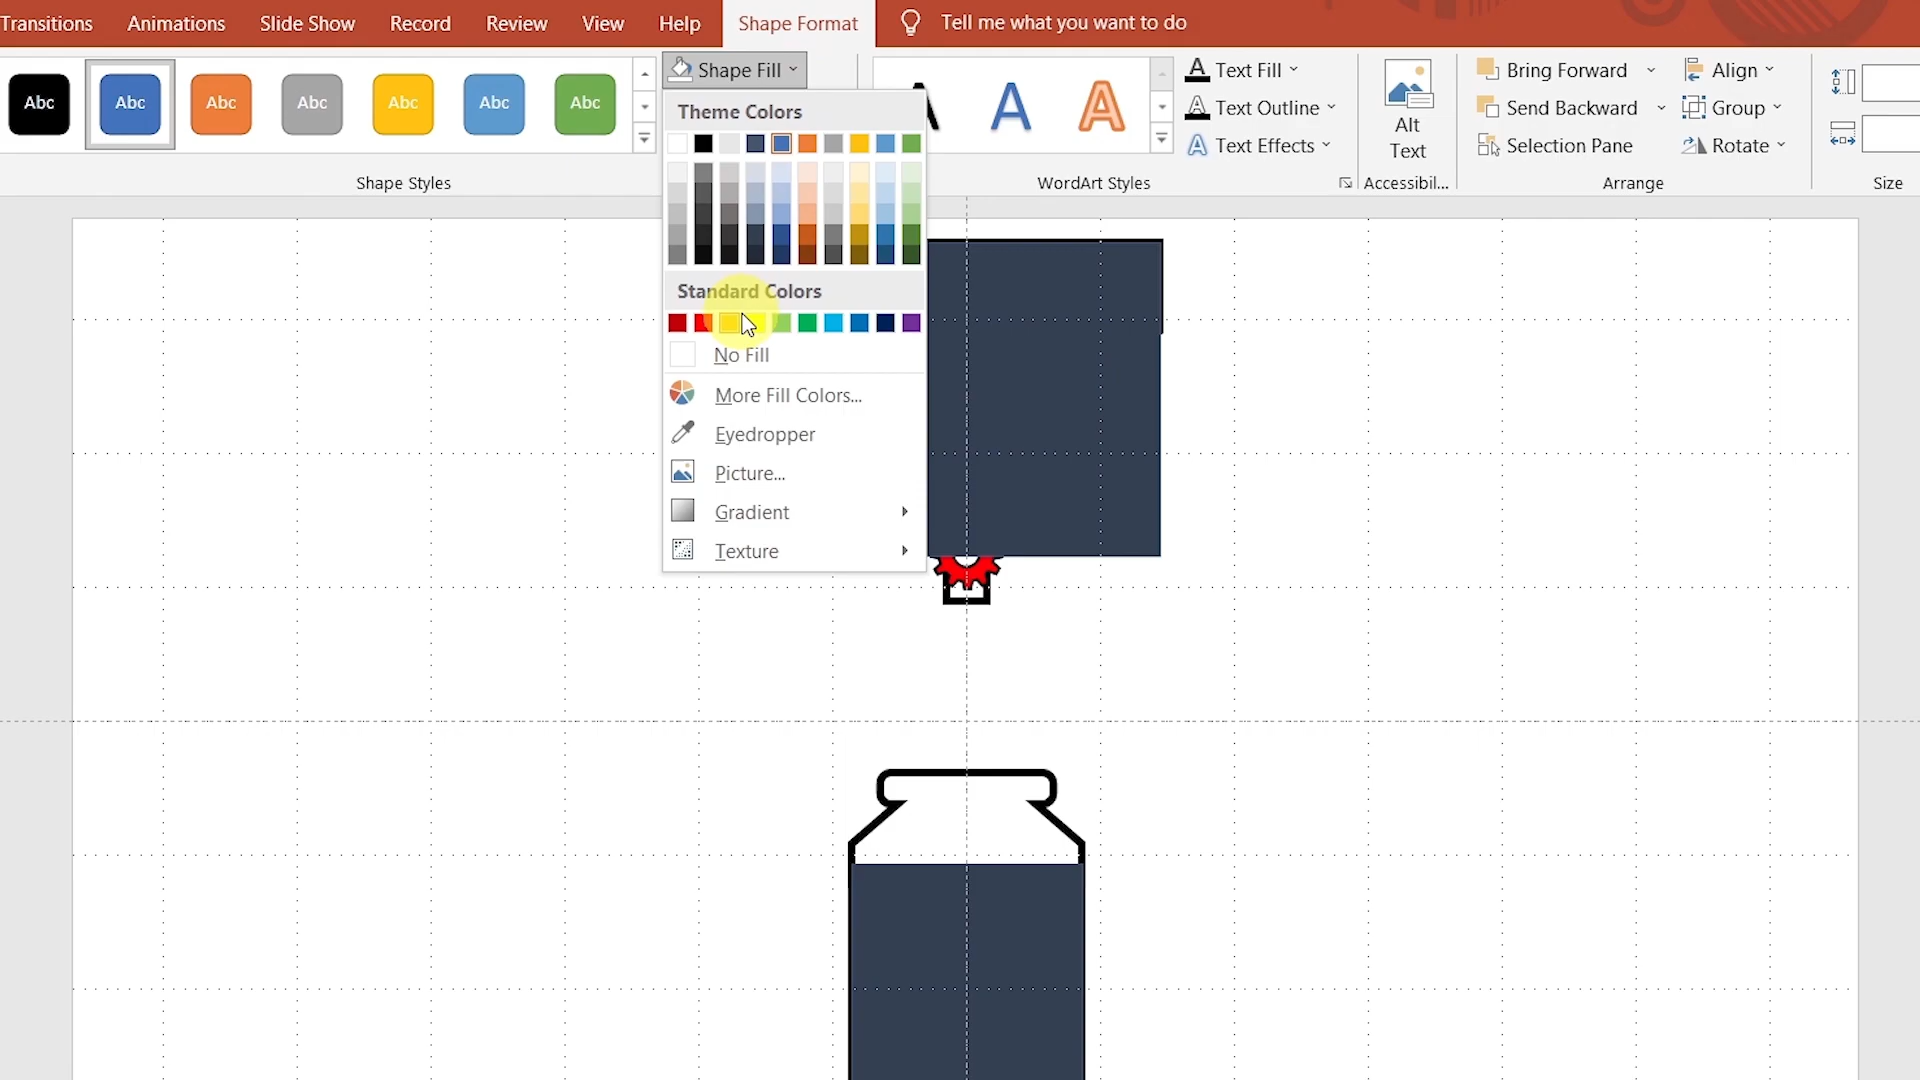 Transitions Animations Slide Show Record Review View Help Shape Format Tell me what you want to do
Abc Abc Abc Abc Abc Abc Abc
Shape Styles
Shape Fill
Theme Colors
Standard Colors
No Fill
More Fill Colors...
Eyedropper
Picture...
Gradient
Texture
A A A
WordArt Styles
A Text Fill
A Text Outline
A Text Effects
Alt
Text
Accessibil...
Bring Forward
Send Backward
Selection Pane
Align
Group
Rotate
Arrange
Size